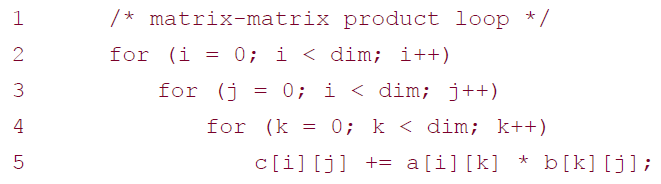 1 /* matrix-matrix product loop */
2 for (i = 0; i < dim; i++)
3 for (j = 0; i < dim; j++)
4 for (k = 0; k < dim; k++)
5 c[i][j] += a[i][k] * b[k][j];